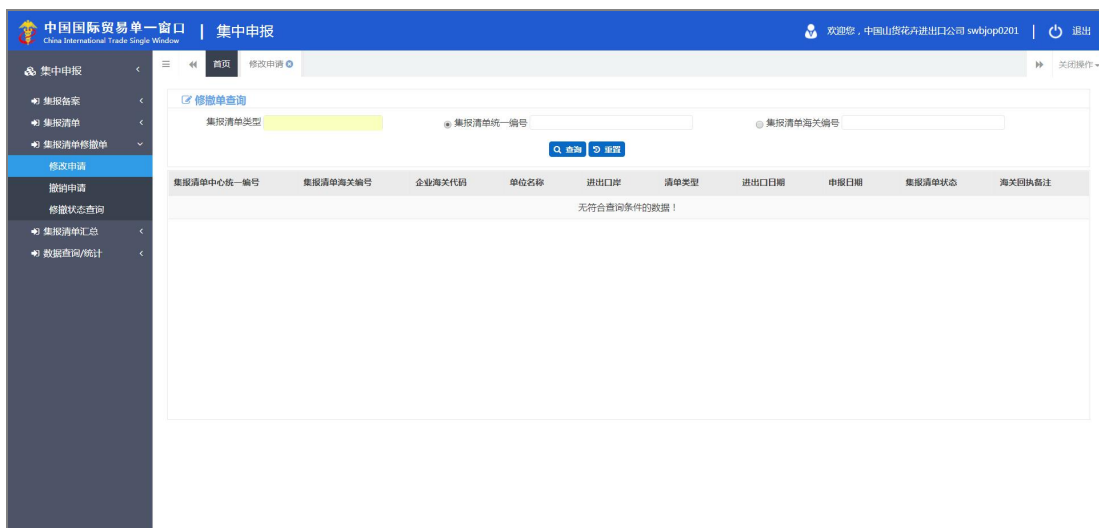 中国国际贸易单一窗口 | 集中申报
China International Trade Single Window
欢迎您，中国山货花卉进出口公司 swbjop0201 | 退出
集中申报
首页 修改申请
关闭操作
集报备案
集报清单
集报清单修撤单
修改申请
撤销申请
修撤状态查询
集报清单汇总
数据查询/统计
修撤单查询
集报清单类型 集报清单统一编号 集报清单海关编号
查询 重置
集报清单中心统一编号 集报清单海关编号 企业海关代码 单位名称 进出口岸 清单类型 进出口日期 申报日期 集报清单状态 海关回执备注
无符合查询条件的数据！